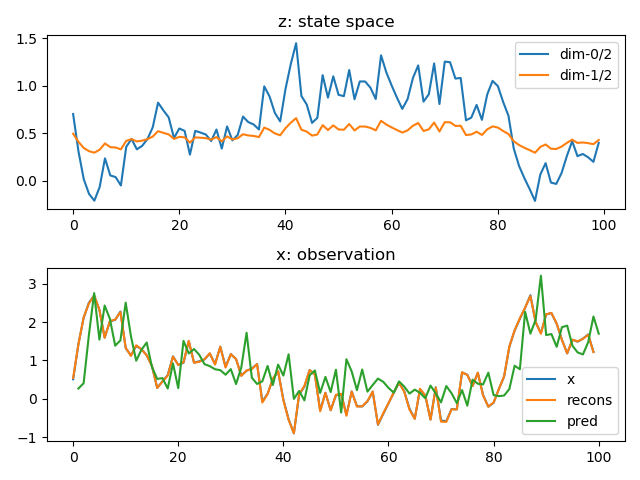 z: state space
1.5
1.0
0.5
0.0
dim-0/2
dim-1/2
0 20 40 60 80 100
x: observation
3
2
1
0
−1
x
recons
pred
0 20 40 60 80 100